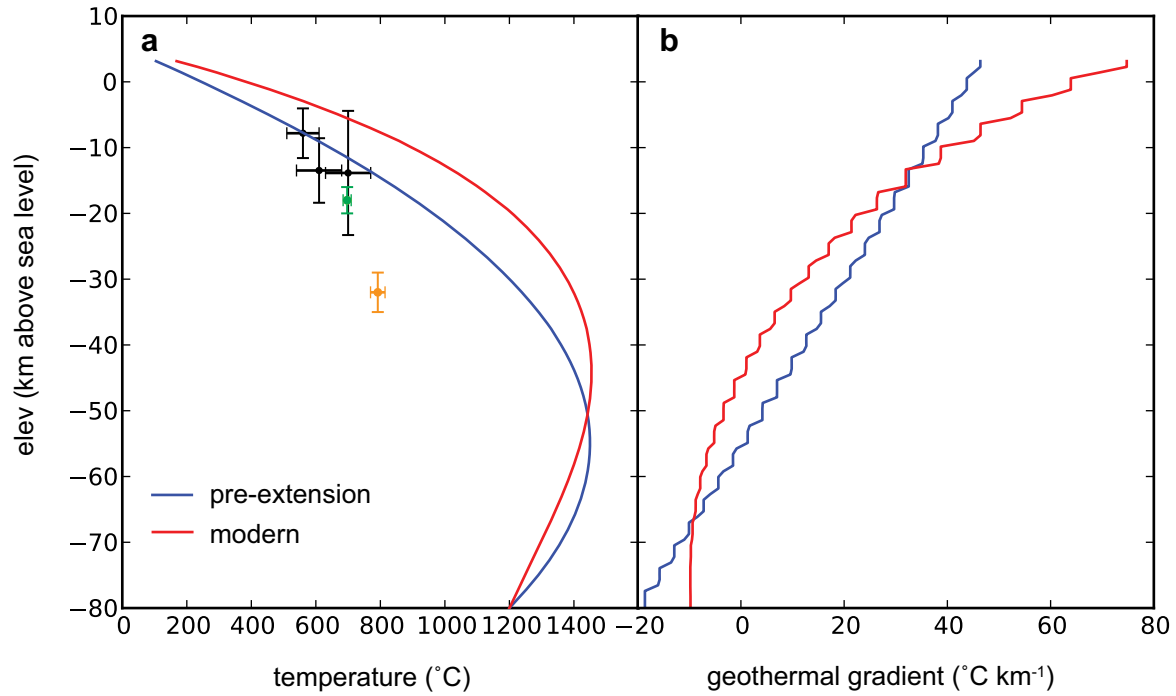 a
b
10
0
−10
−20
−30
−40
−50
−60
−70
−80
elev (km above sea level)
pre-extension
modern
0 200 400 600 800 1000 1200 1400
−20 0 20 40 60 80
temperature (˚C)
geothermal gradient (˚C km-1)